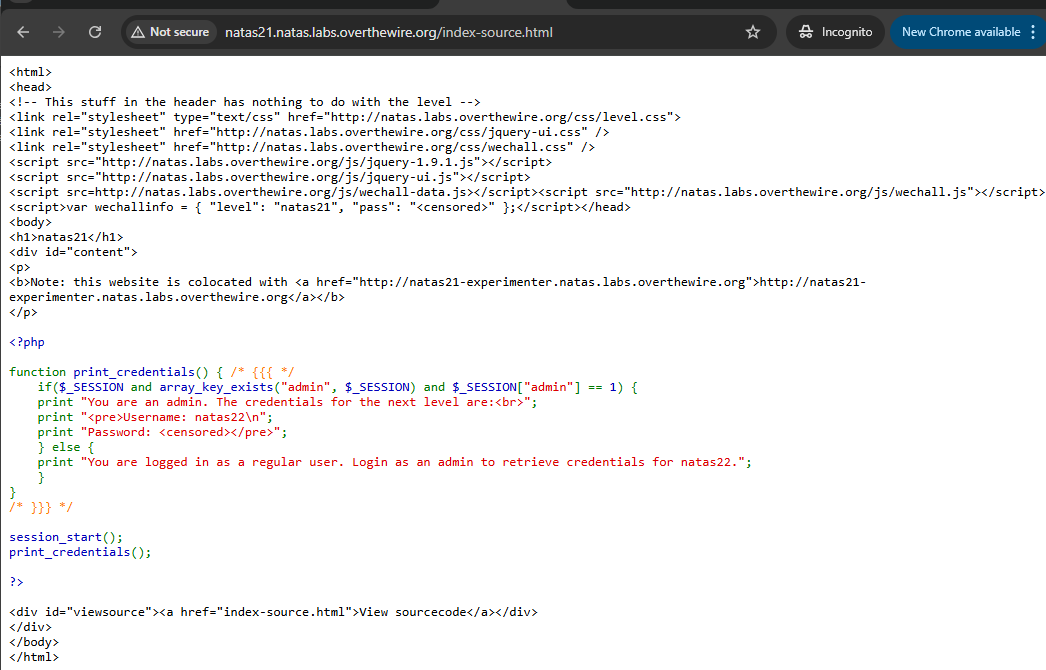 Not secure natas21.natas.labs.overthewire.org/index-source.html Incognito New Chrome available
<html>
<head>
<!-- This stuff in the header has nothing to do with the level -->
<link rel="stylesheet" type="text/css" href="http://natas.labs.overthewire.org/css/level.css">
<link rel="stylesheet" href="http://natas.labs.overthewire.org/css/jquery-ui.css" />
<link rel="stylesheet" href="http://natas.labs.overthewire.org/css/wechall.css" />
<script src="http://natas.labs.overthewire.org/js/jquery-1.9.1.js"></script>
<script src="http://natas.labs.overthewire.org/js/jquery-ui.js"></script>
<script src=http://natas.labs.overthewire.org/js/wechall-data.js></script><script src="http://natas.labs.overthewire.org/js/wechall.js"></script>
<script>var wechallinfo = { "level": "natas21", "pass": "<censored>" };</script></head>
<body>
<h1>natas21</h1>
<div id="content">
<p>
<b>Note: this website is colocated with <a href="http://natas21-experimenter.natas.labs.overthewire.org">http://natas21-
experimenter.natas.labs.overthewire.org</a></b>
</p>
<?php
function print_credentials() { /* {{{ */
    if($_SESSION and array_key_exists("admin", $_SESSION) and $_SESSION["admin"] == 1) {
    print "You are an admin. The credentials for the next level are:<br>";
    print "<pre>Username: natas22\n";
    print "Password: <censored></pre>";
    } else {
    print "You are logged in as a regular user. Login as an admin to retrieve credentials for natas22.";
    }
}
/* }}} */
session_start();
print_credentials();
?>
<div id="viewsource"><a href="index-source.html">View sourcecode</a></div>
</div>
</body>
</html>